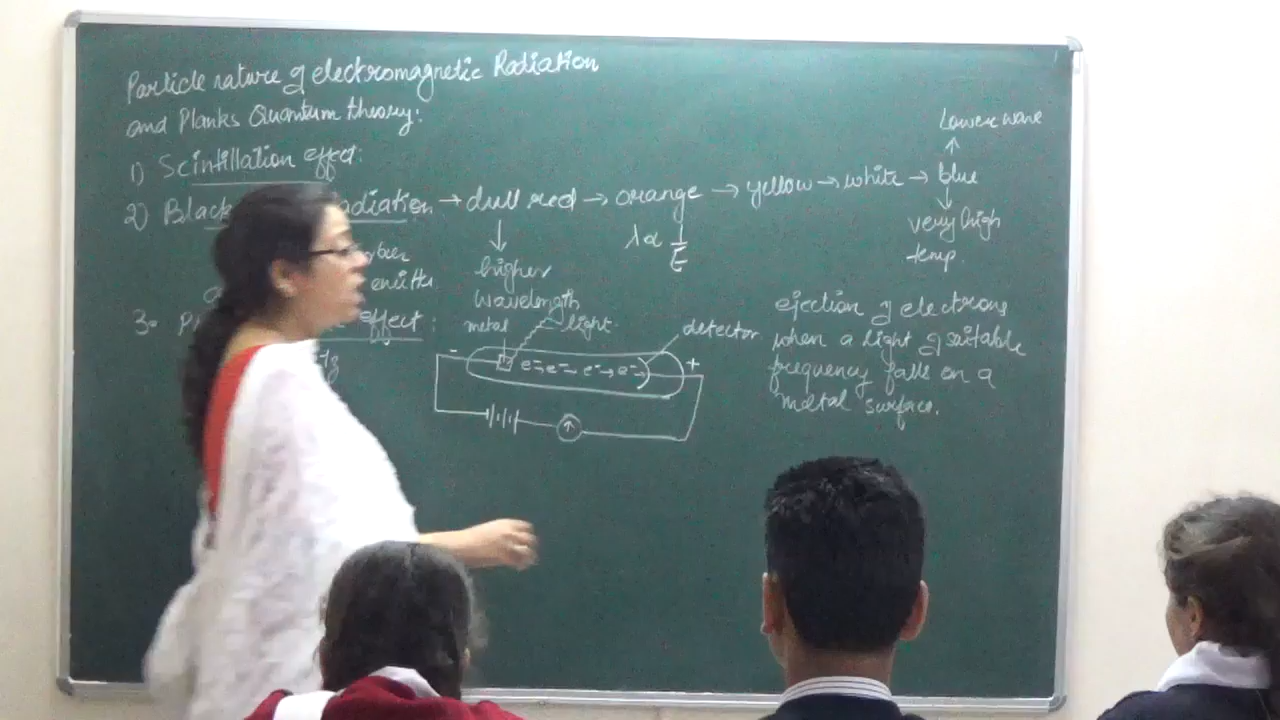 Particle nature of electromagnetic Radiation
and Planks Quantum theory:
1) Scintillation effect:
2) Black radiation → dull red → orange → yellow → white → blue
↑
Lower wave
↓
very high
temp.
↓
higher
wavelength
λ ∝ 1/E
3. effect :
metal light detector
- e⁻→ e⁻→ e⁻→ e⁻→ +
ejection of electrons
when a light of suitable
frequency falls on a
metal surface.